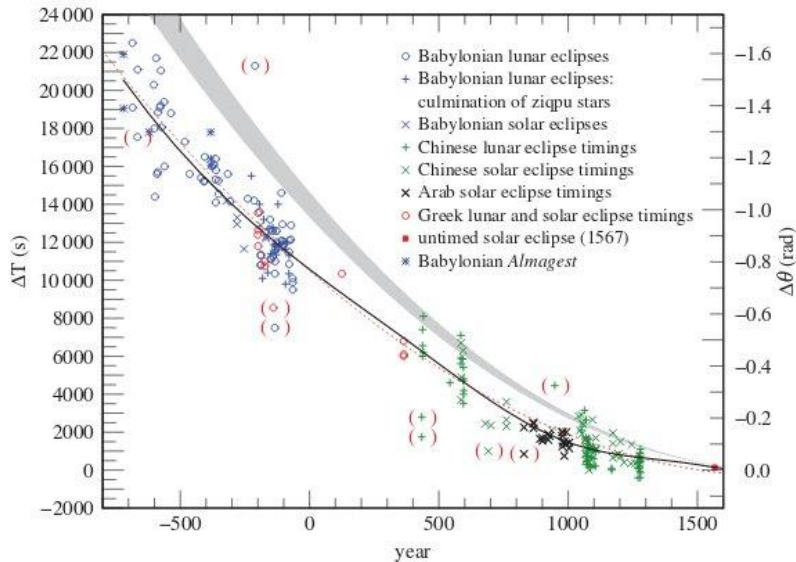 24 000
22 000
20 000
18 000
16 000
14 000
12 000
10 000
8000
6000
4000
2000
0
−2000
ΔT (s)
Babylonian lunar eclipses
Babylonian lunar eclipses:
culmination of ziqpu stars
Babylonian solar eclipses
Chinese lunar eclipse timings
Chinese solar eclipse timings
Arab solar eclipse timings
Greek lunar and solar eclipse timings
untimed solar eclipse (1567)
Babylonian Almagest
−1.6
−1.4
−1.2
−1.0
−0.8
−0.6
−0.4
−0.2
0.0
Δθ (rad)
−500
0
500
1000
1500
year